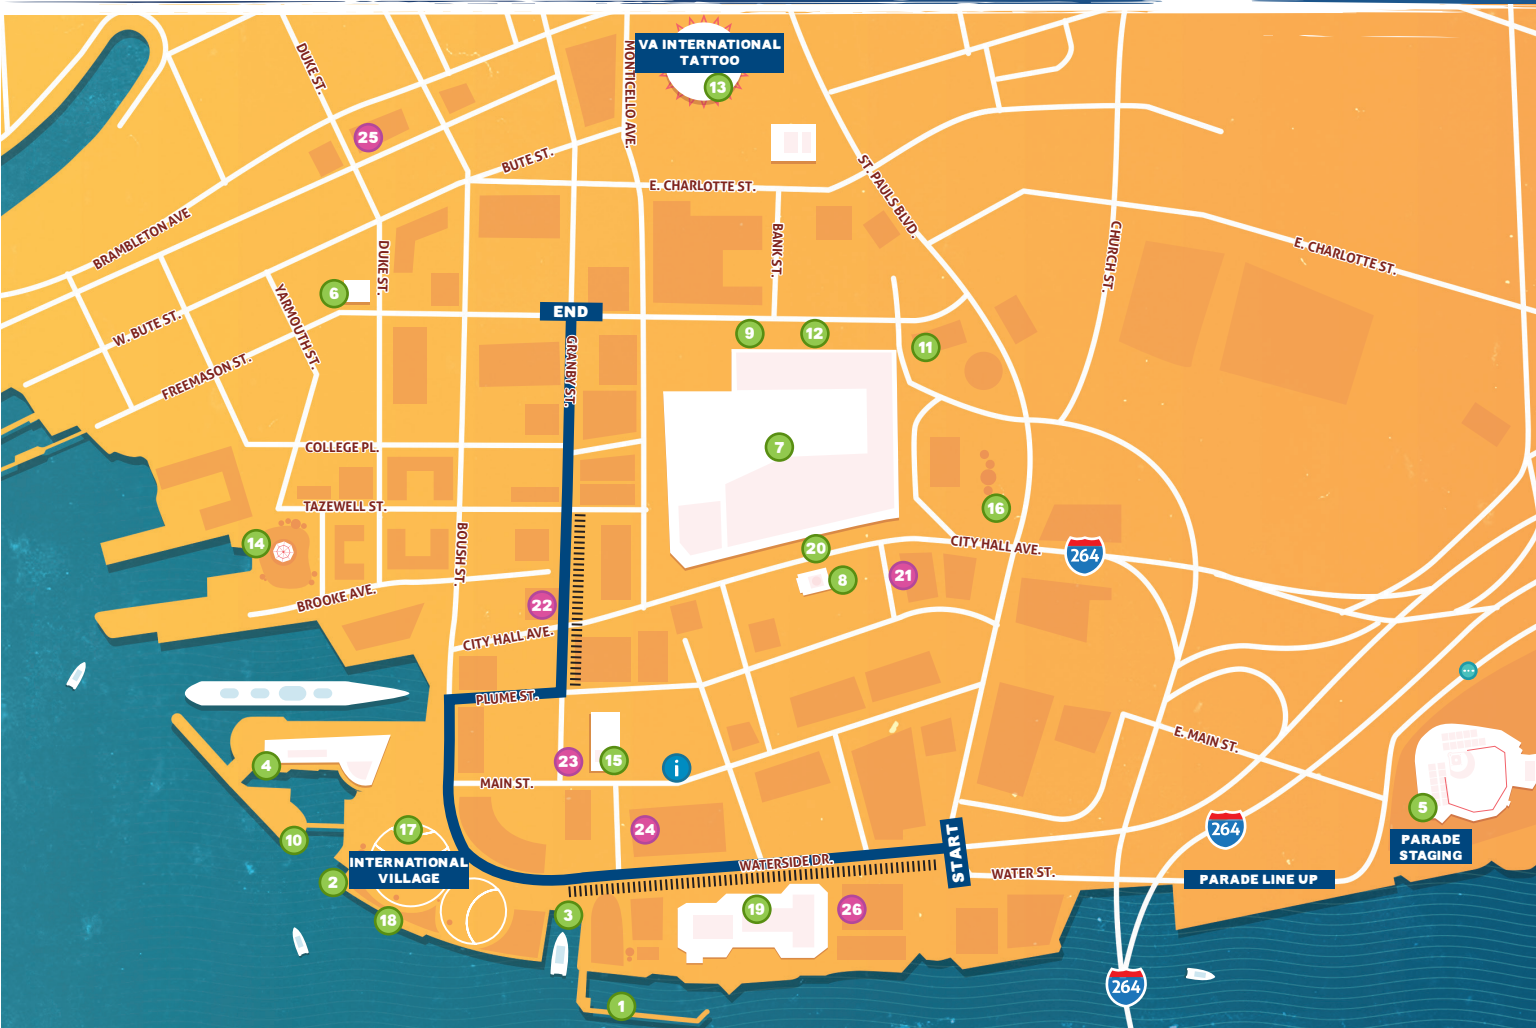 VA INTERNATIONAL
TATTOO
13
DUKE ST.
MONTICELLO AVE.
25
BUTE ST.
ST. PAULS BLVD.
E. CHARLOTTE ST.
BRAMBLETON AVE
DUKE ST.
BANK ST.
CHURCH ST.
E. CHARLOTTE ST.
6
YARMOUTH ST.
W. BUTE ST.
END
9
12
11
GRANBY ST.
FREEMASON ST.
COLLEGE PL.
7
TAZEWELL ST.
16
14
BOUSH ST.
20
CITY HALL AVE.
264
8
21
BROOKE AVE.
22
CITY HALL AVE.
PLUME ST.
E. MAIN ST.
4
23
15
i
MAIN ST.
5
10
17
24
START
264
PARADE
STAGING
INTERNATIONAL
VILLAGE
WATERSIDE DR.
WATER ST.
PARADE LINE UP
2
18
3
19
26
264
1